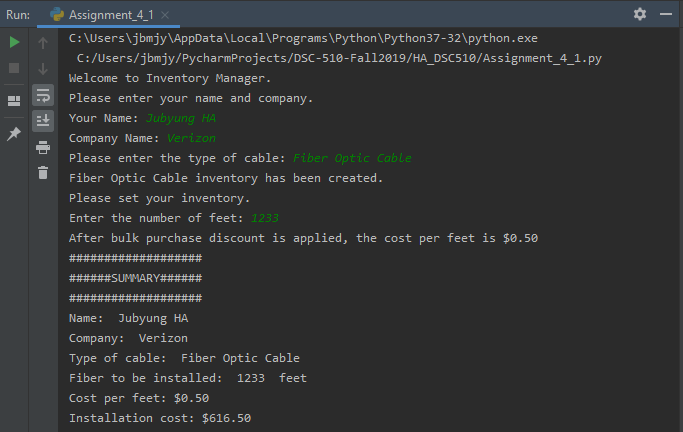 Run: Assignment_4_1
C:\Users\jbmjy\AppData\Local\Programs\Python\Python37-32\python.exe
C:/Users/jbmjy/PycharmProjects/DSC-510-Fall2019/HA_DSC510/Assignment_4_1.py
Welcome to Inventory Manager.
Please enter your name and company.
Your Name: Jubyung HA
Company Name: Verizon
Please enter the type of cable: Fiber Optic Cable
Fiber Optic Cable inventory has been created.
Please set your inventory.
Enter the number of feet: 1233
After bulk purchase discount is applied, the cost per feet is $0.50
###################
######SUMMARY######
###################
Name:  Jubyung HA
Company:  Verizon
Type of cable:  Fiber Optic Cable
Fiber to be installed:  1233  feet
Cost per feet: $0.50
Installation cost: $616.50